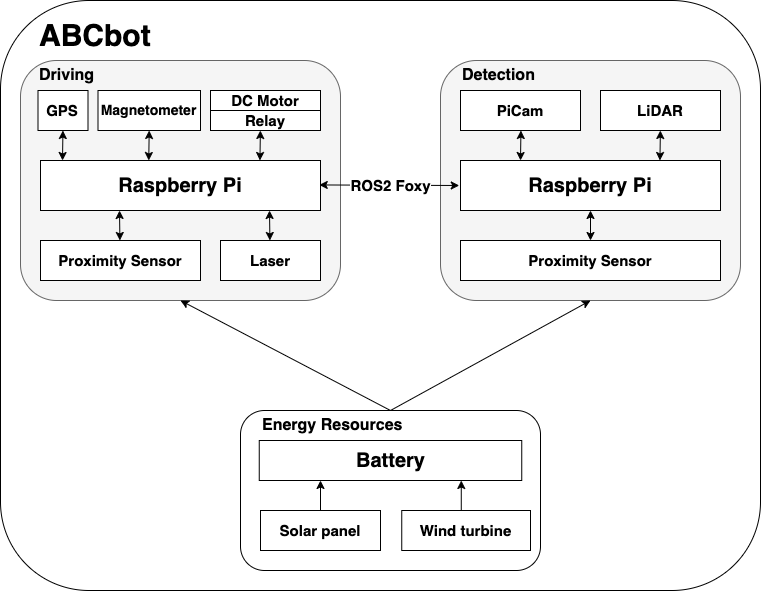 ABCbot
Driving
GPS
Magnetometer
DC Motor
Relay
Raspberry Pi
Proximity Sensor
Laser
ROS2 Foxy
Detection
PiCam
LiDAR
Raspberry Pi
Proximity Sensor
Energy Resources
Battery
Solar panel
Wind turbine